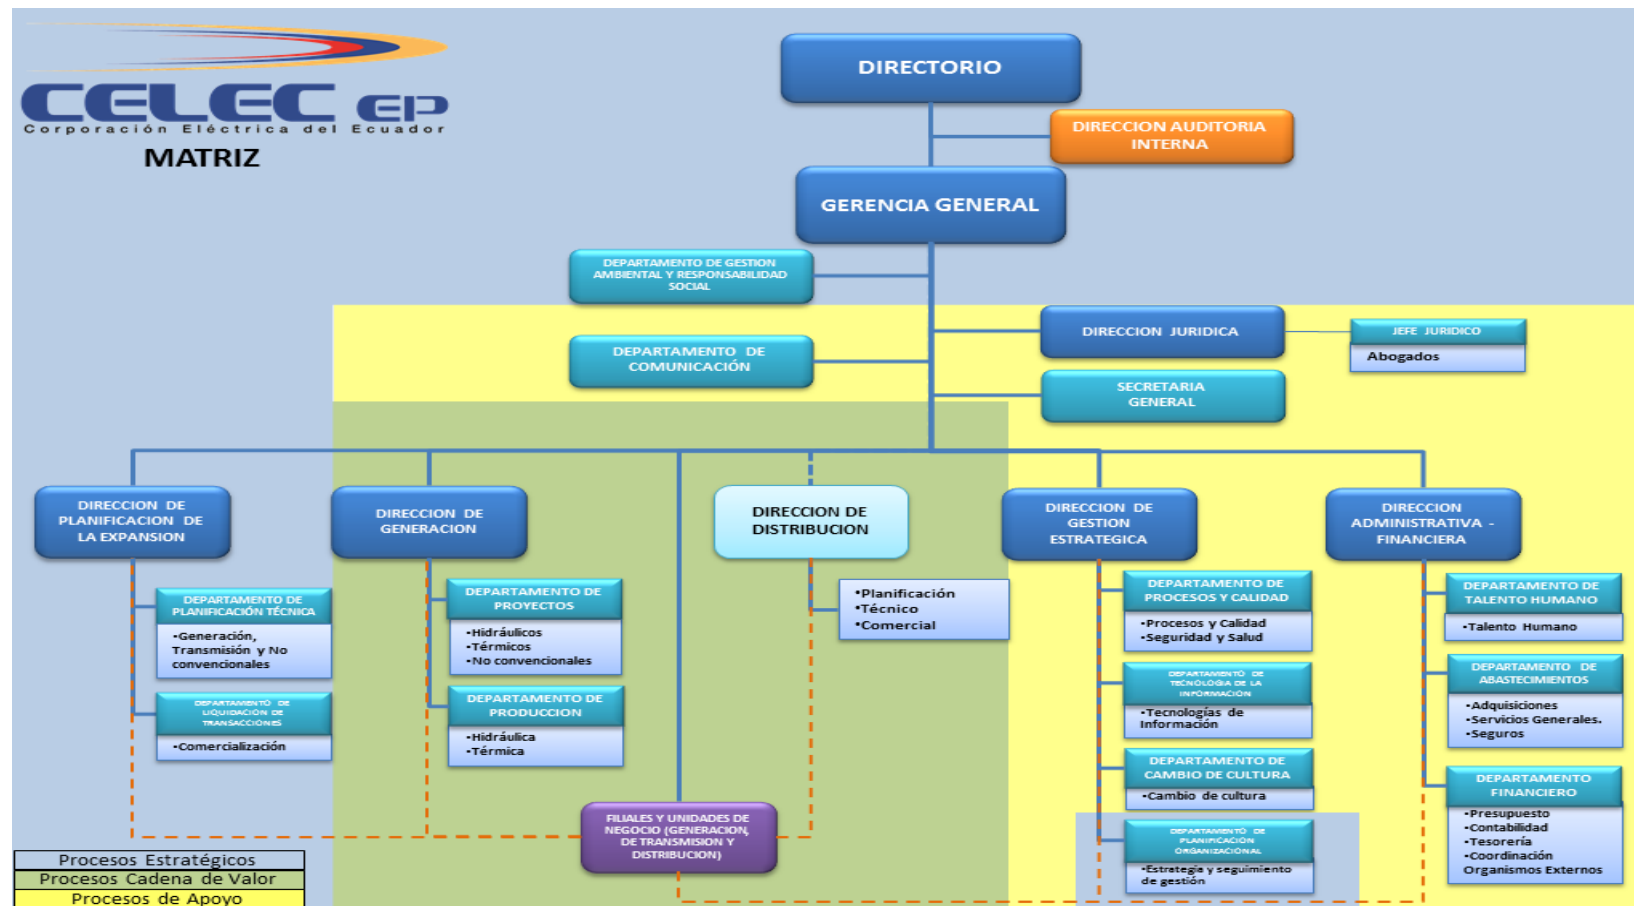 CELEC EP
Corporación Eléctrica del Ecuador
MATRIZ
DIRECTORIO
DIRECCION AUDITORIA
INTERNA
GERENCIA GENERAL
DEPARTAMENTO DE GESTION
AMBIENTAL Y RESPONSABILIDAD
SOCIAL
DIRECCION JURIDICA
JEFE JURIDICO
Abogados
DEPARTAMENTO DE
COMUNICACIÓN
SECRETARIA
GENERAL
DIRECCION DE
PLANIFICACION DE
LA EXPANSION
DIRECCION DE
GENERACION
DIRECCION DE
DISTRIBUCION
DIRECCION DE
GESTION
ESTRATEGICA
DIRECCION
ADMINISTRATIVA -
FINANCIERA
DEPARTAMENTO DE
PLANIFICACIÓN TÉCNICA
•Generación,
Transmisión y No
convencionales
DEPARTAMENTO DE
LIQUIDACIÓN DE
TRANSACCIONES
•Comercialización
DEPARTAMENTO DE
PROYECTOS
•Hidráulicos
•Térmicos
•No convencionales
DEPARTAMENTO DE
PRODUCCION
•Hidráulica
•Térmica
•Planificación
•Técnico
•Comercial
DEPARTAMENTO DE
PROCESOS Y CALIDAD
•Procesos y Calidad
•Seguridad y Salud
DEPARTAMENTO DE
TECNOLOGIA DE LA
INFORMACIÓN
•Tecnologías de
Información
DEPARTAMENTO DE
CAMBIO DE CULTURA
•Cambio de cultura
DEPARTAMENTO DE
PLANIFICACION
ORGANIZACIONAL
•Estrategia y seguimiento
de gestión
DEPARTAMENTO DE
TALENTO HUMANO
•Talento Humano
DEPARTAMENTO DE
ABASTECIMIENTOS
•Adquisiciones
•Servicios Generales.
•Seguros
DEPARTAMENTO
FINANCIERO
•Presupuesto
•Contabilidad
•Tesorería
•Coordinación
Organismos Externos
FILIALES Y UNIDADES DE
NEGOCIO (GENERACION,
DE TRANSMISION Y
DISTRIBUCION)
Procesos Estratégicos
Procesos Cadena de Valor
Procesos de Apoyo